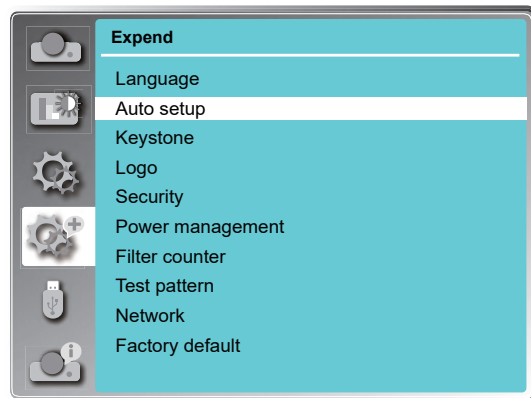 Expend
Language
Auto setup
Keystone
Logo
Security
Power management
Filter counter
Test pattern
Network
Factory default